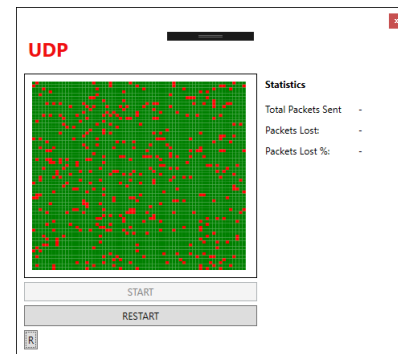 x
UDP
Statistics
Total Packets Sent -
Packets Lost: -
Packets Lost %: -
START
RESTART
R